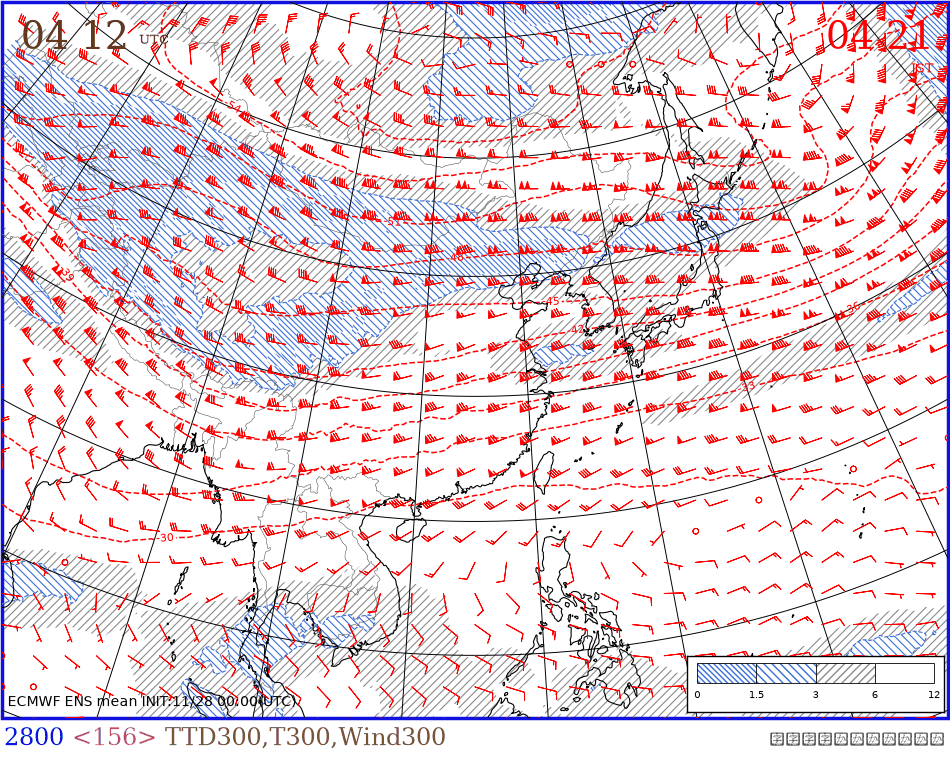 04 12 UTC
04 21 JST
-54
-51
-48
-45
-42
-39
-36
-33
-30
0 1.5 3 6 12
ECMWF ENS mean INIT:11/28 00:00(UTC)
2800 <156> TTD300,T300,Wind300